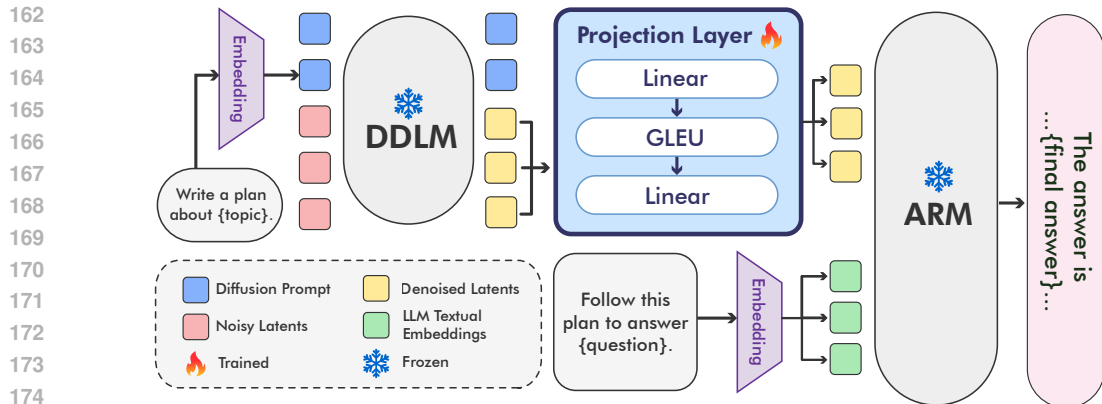 162
163
164
165
166
167
168
169
170
171
172
173
174
Embedding
Write a plan
about {topic}.
DDLM
Projection Layer
Linear
GLEU
Linear
ARM
The answer is
...{final answer}...
Diffusion Prompt
Denoised Latents
Noisy Latents
LLM Textual
Embeddings
Trained
Frozen
Follow this
plan to answer
{question}.
Embedding